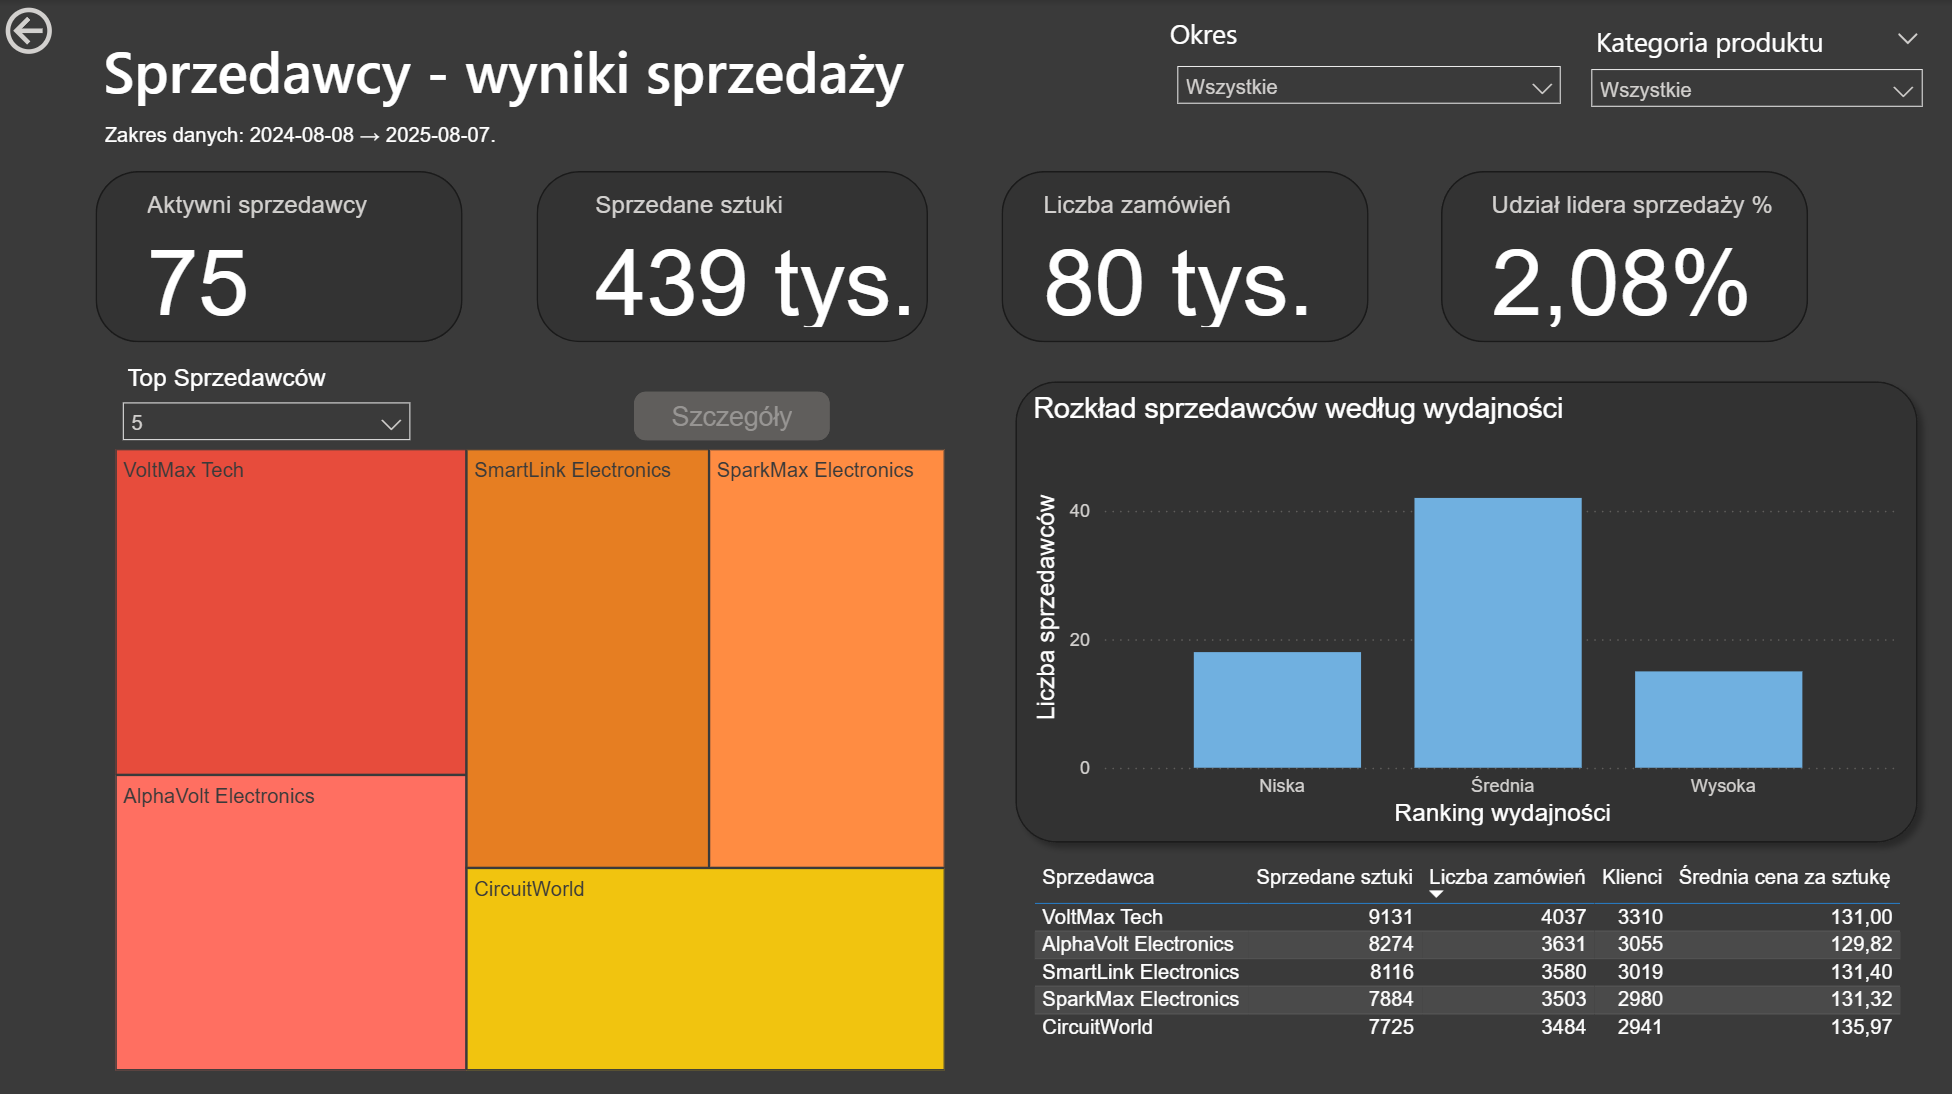 Sprzedawcy - wyniki sprzedaży
Zakres danych: 2024-08-08 → 2025-08-07.
Okres
Wszystkie
Kategoria produktu
Wszystkie
Aktywni sprzedawcy
75
Sprzedane sztuki
439 tys.
Liczba zamówień
80 tys.
Udział lidera sprzedaży %
2,08%
Top Sprzedawców
5
Szczegóły
VoltMax Tech
SmartLink Electronics
SparkMax Electronics
AlphaVolt Electronics
CircuitWorld
Rozkład sprzedawców według wydajności
Liczba sprzedawców
40
20
0
Niska Średnia Wysoka
Ranking wydajności
Sprzedawca Sprzedane sztuki Liczba zamówień Klienci Średnia cena za sztukę
VoltMax Tech 9131 4037 3310 131,00
AlphaVolt Electronics 8274 3631 3055 129,82
SmartLink Electronics 8116 3580 3019 131,40
SparkMax Electronics 7884 3503 2980 131,32
CircuitWorld 7725 3484 2941 135,97